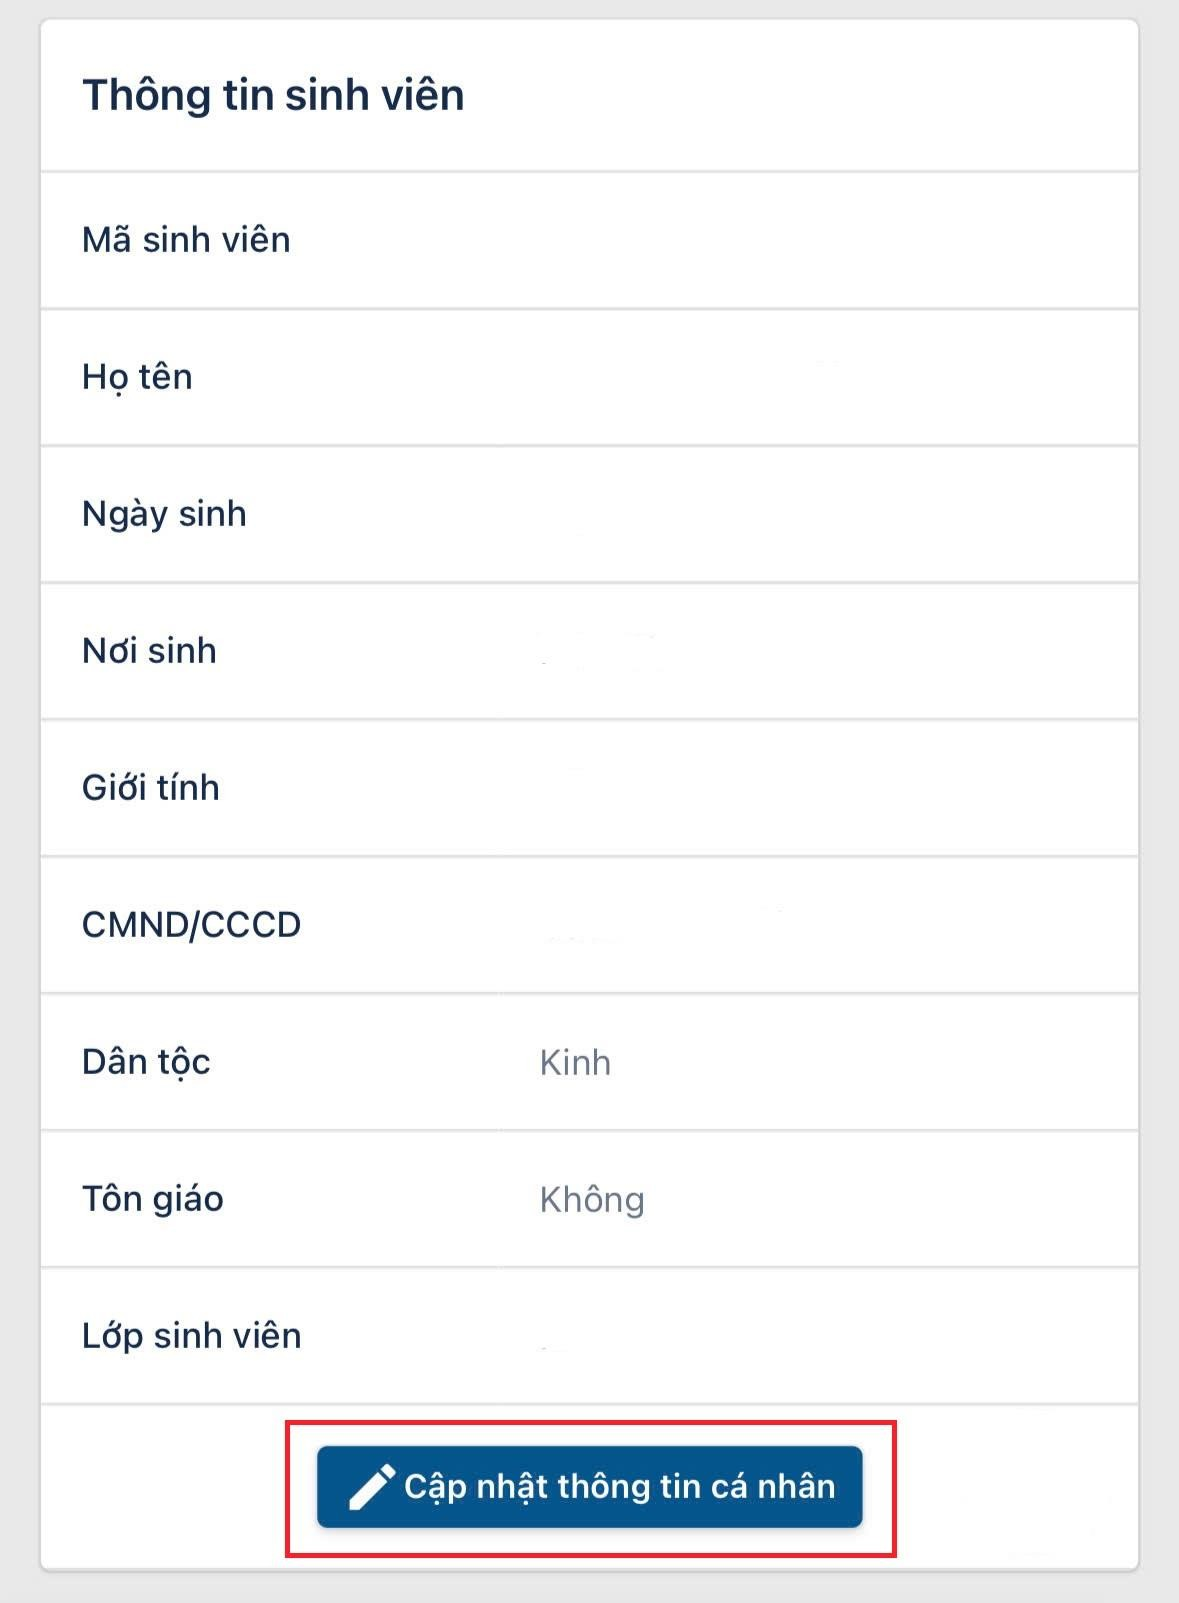 Thông tin sinh viên
Mã sinh viên
Họ tên
Ngày sinh
Nơi sinh
Giới tính
CMND/CCCD
Dân tộc Kinh
Tôn giáo Không
Lớp sinh viên
Cập nhật thông tin cá nhân